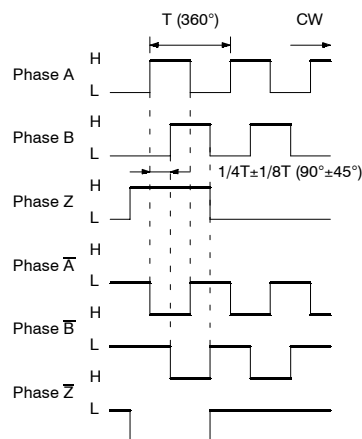 T (360°) CW
H
Phase A
L
H
Phase B
L
1/4T±1/8T (90°±45°)
H
Phase Z
L
H
Phase A̅
L
H
Phase B̅
L
H
Phase Z̅
L